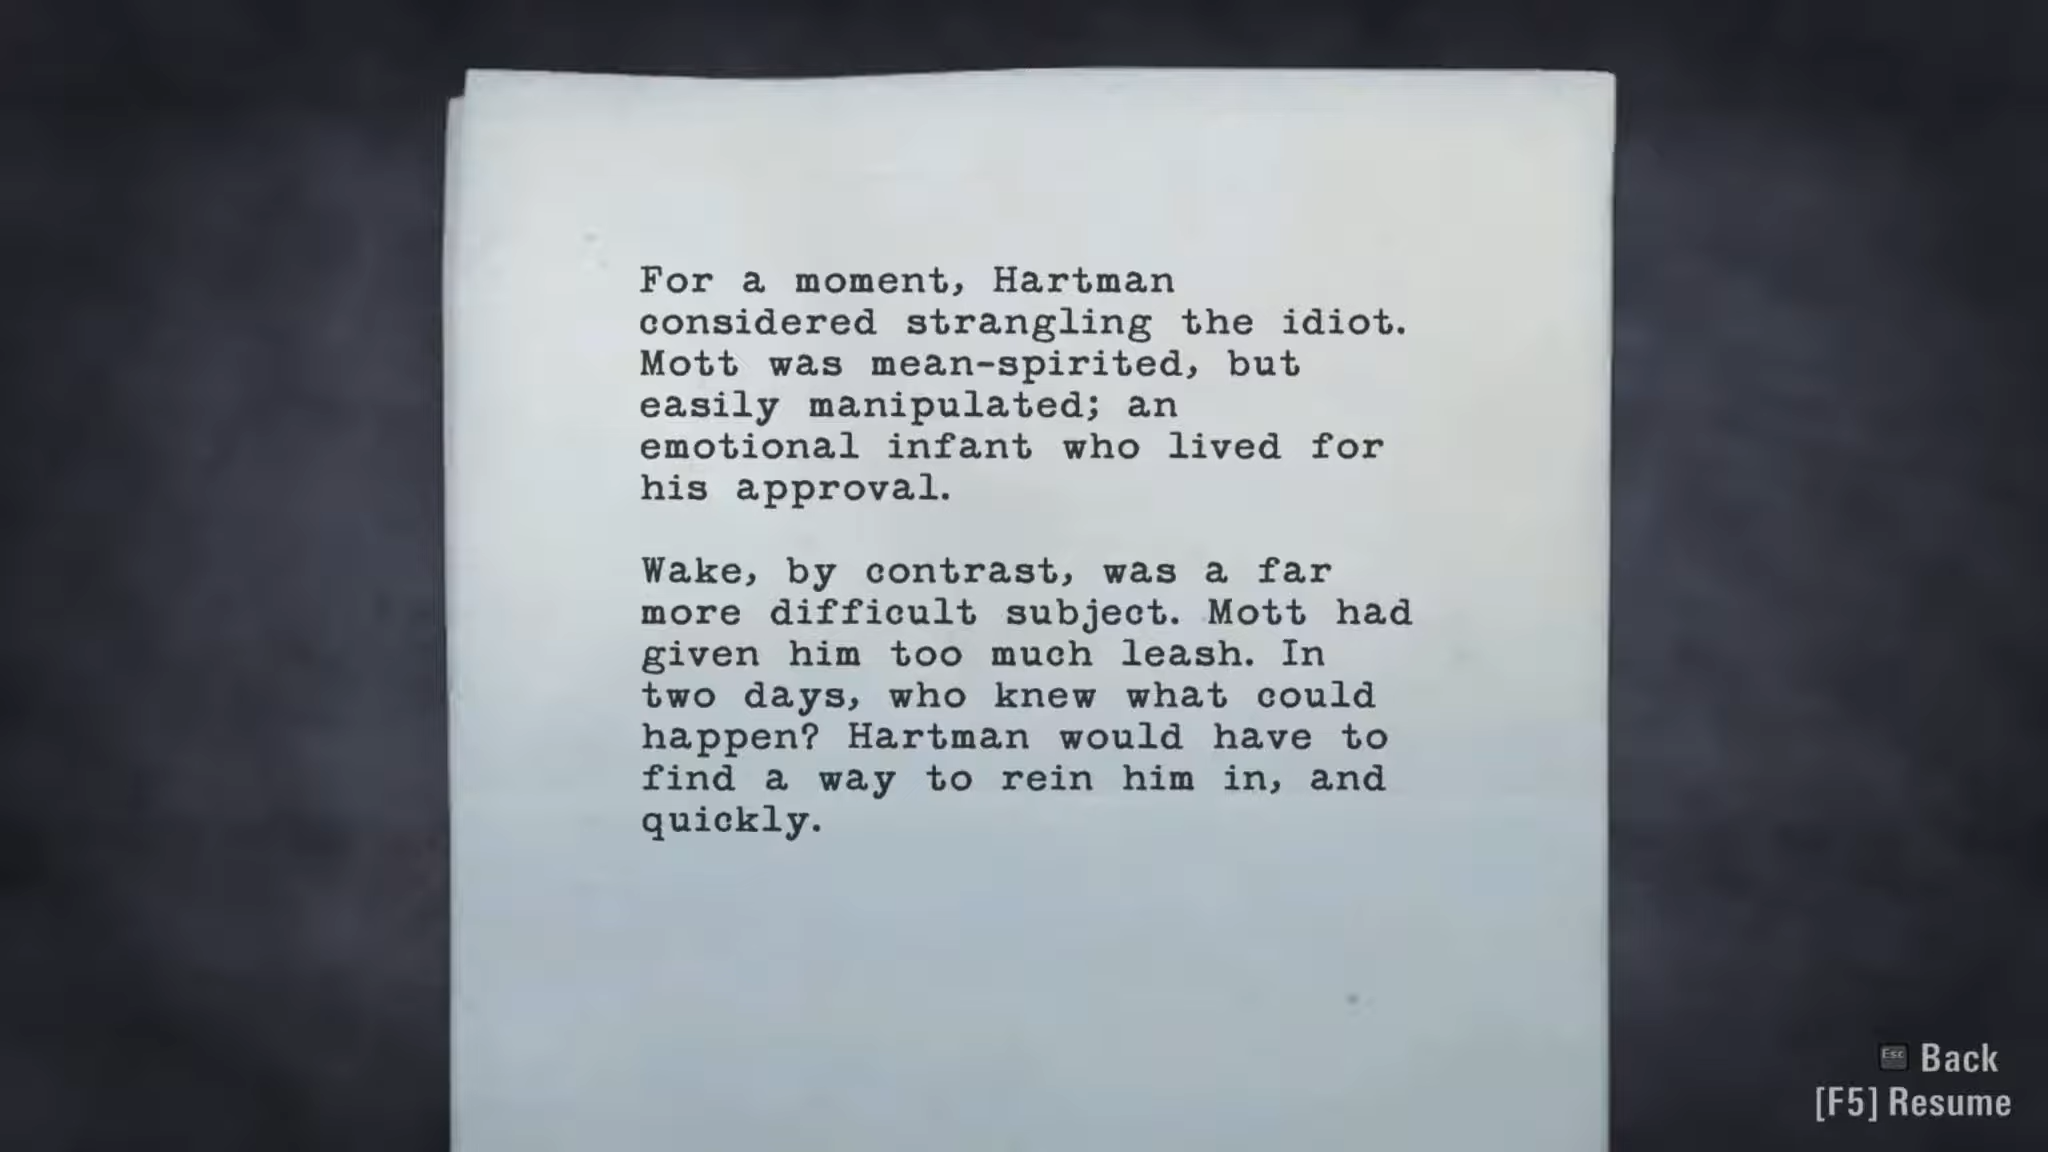 For a moment, Hartman
considered strangling the idiot.
Mott was mean-spirited, but
easily manipulated; an
emotional infant who lived for
his approval.
Wake, by contrast, was a far
more difficult subject. Mott had
given him too much leash. In
two days, who knew what could
happen? Hartman would have to
find a way to rein him in, and
quickly.
Esc Back
[F5] Resume